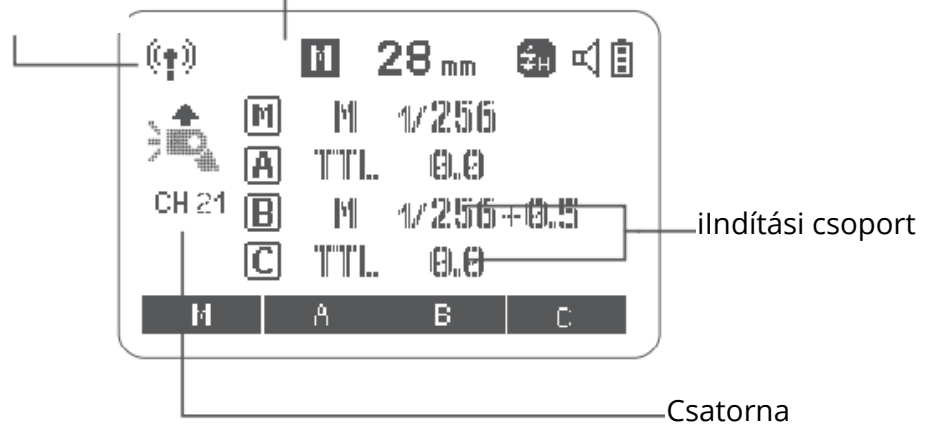 M 28 mm H
M M 1/256
A TTL 0.0
CH 21
B M 1/256+0.5
iIndítási csoport
C TTL 0.0
M A B C
Csatorna